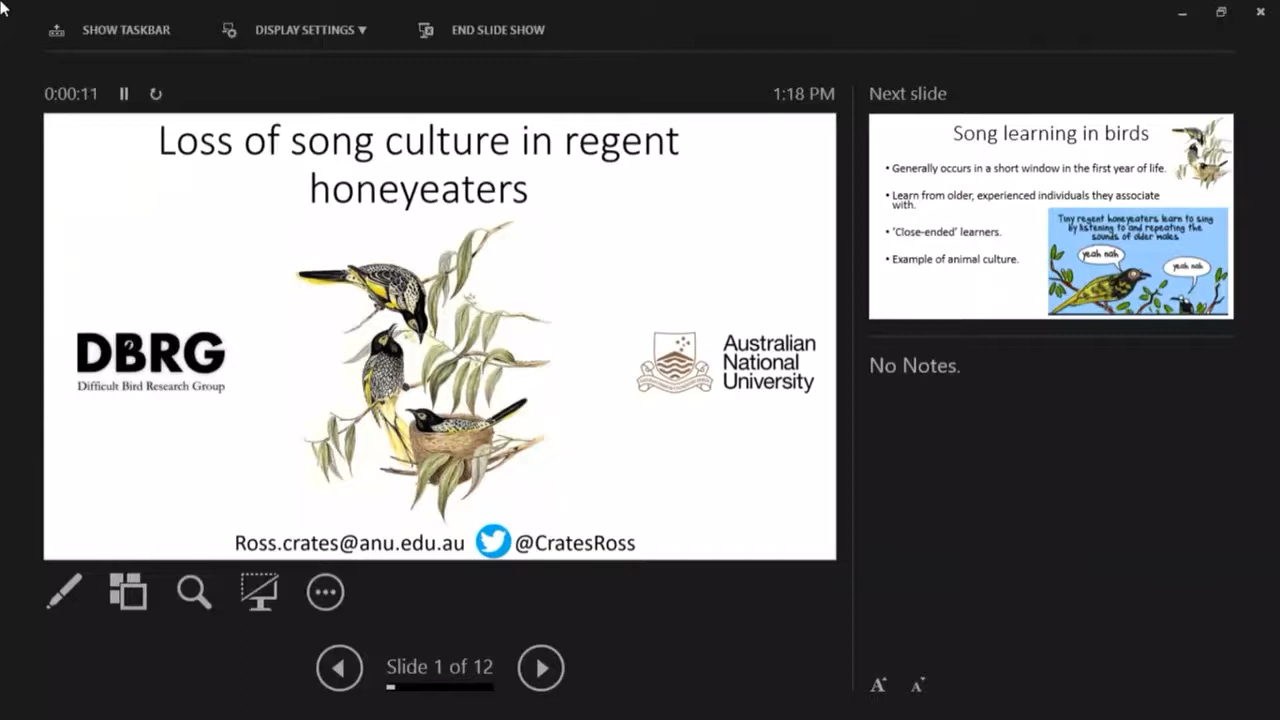 SHOW TASKBAR
DISPLAY SETTINGS ▼
END SLIDE SHOW
0:00:11
1:18 PM
Loss of song culture in regent
honeyeaters
DBRG
Difficult Bird Research Group
Australian
National
University
Ross.crates@anu.edu.au @CratesRoss
Slide 1 of 12
Next slide
Song learning in birds
• Generally occurs in a short window in the first year of life.
• Learn from older, experienced individuals they associate
with.
• 'Close-ended' learners.
• Example of animal culture.
Tiny regent honeyeaters learn to sing
by listening to and repeating the
sounds of older males
yeah nah
yeah nah
No Notes.
A A